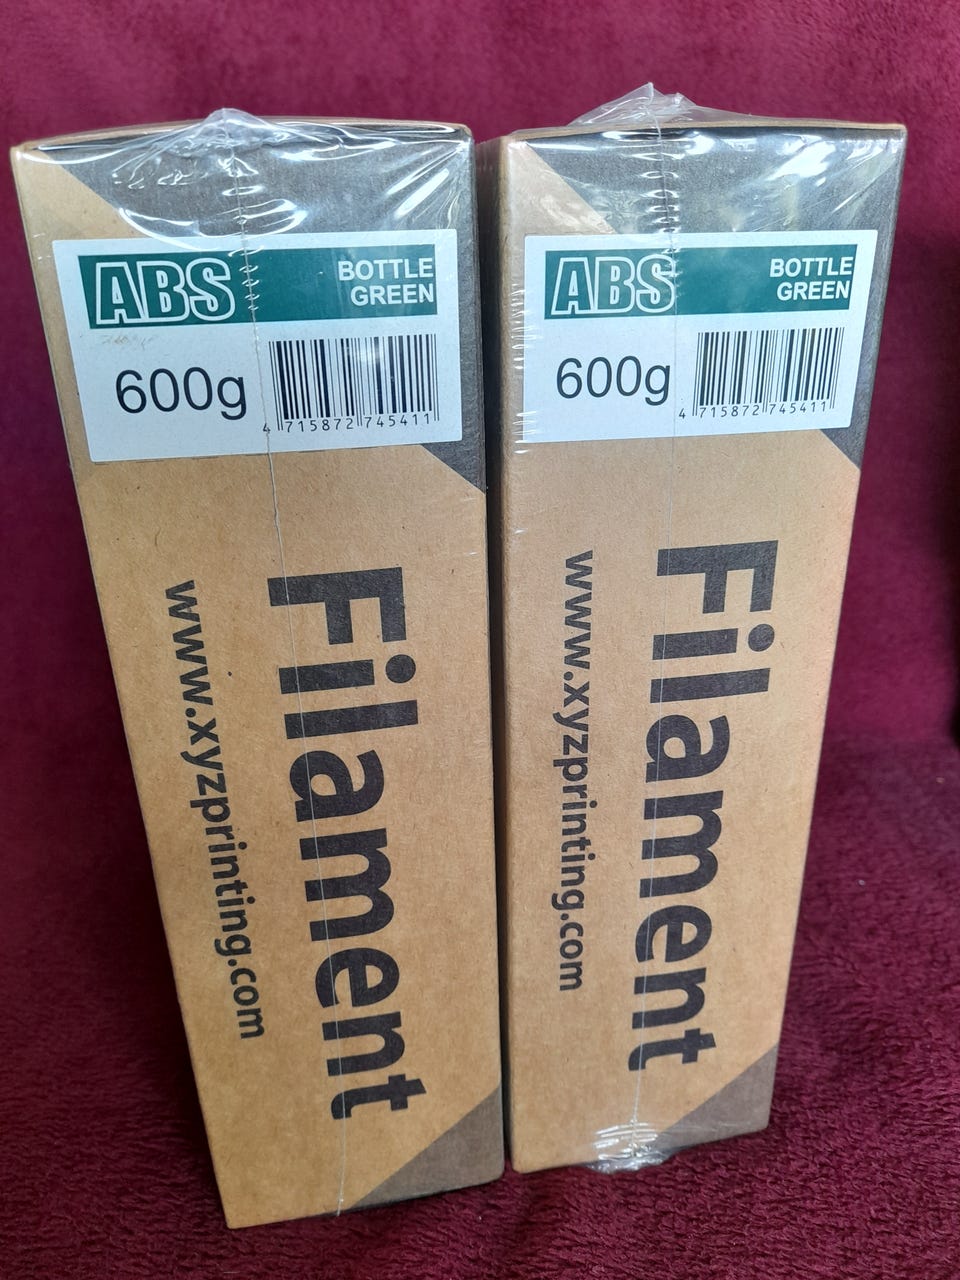 ABS
BOTTLE
GREEN
600g
4 715872 745411
Filament
www.xyzprinting.com
ABS
BOTTLE
GREEN
600g
4 715872 745411
Filament
www.xyzprinting.com